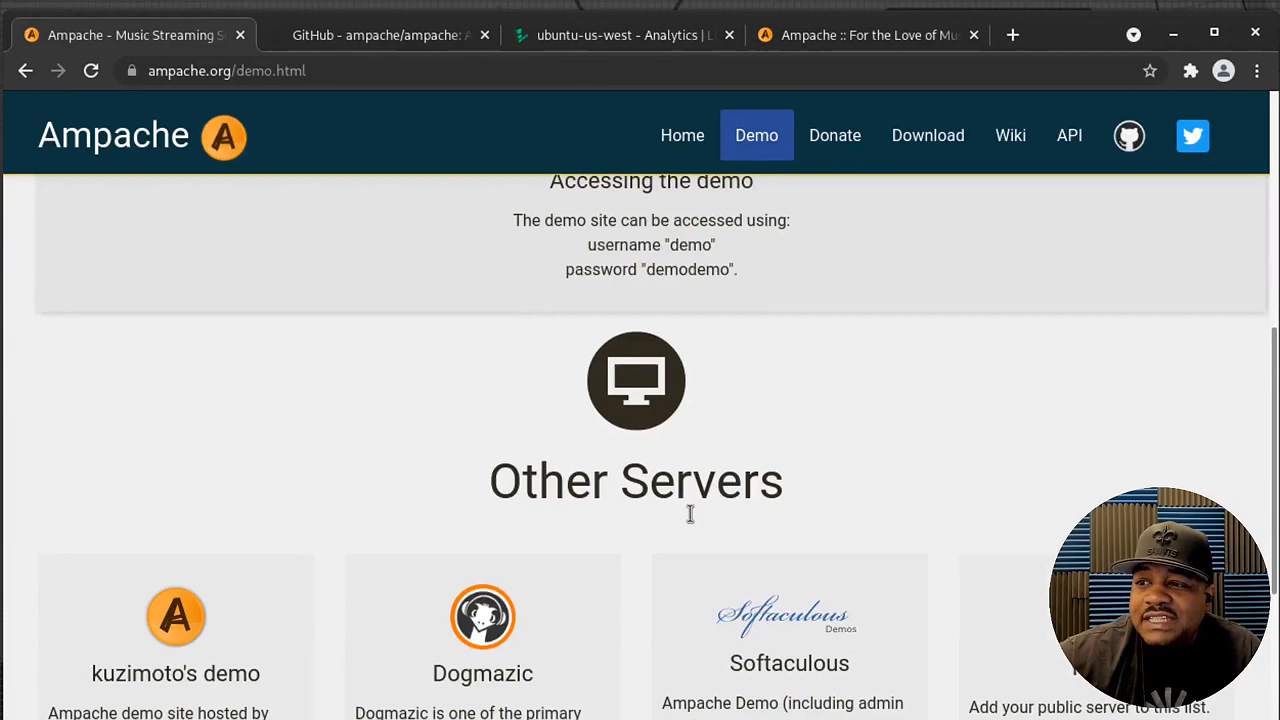 Ampache - Music Streaming S
GitHub - ampache/ampache: A
ubuntu-us-west - Analytics | L
Ampache :: For the Love of Mus
ampache.org/demo.html
Ampache
Home
Demo
Donate
Download
Wiki
API
Accessing the demo
The demo site can be accessed using:
username "demo"
password "demodemo".
Other Servers
kuzimoto's demo
Ampache demo site hosted by
Dogmazic
Dogmazic is one of the primary
Softaculous
Demos
Softaculous
Ampache Demo (including admin
Add your public server to this list.
SAINTS